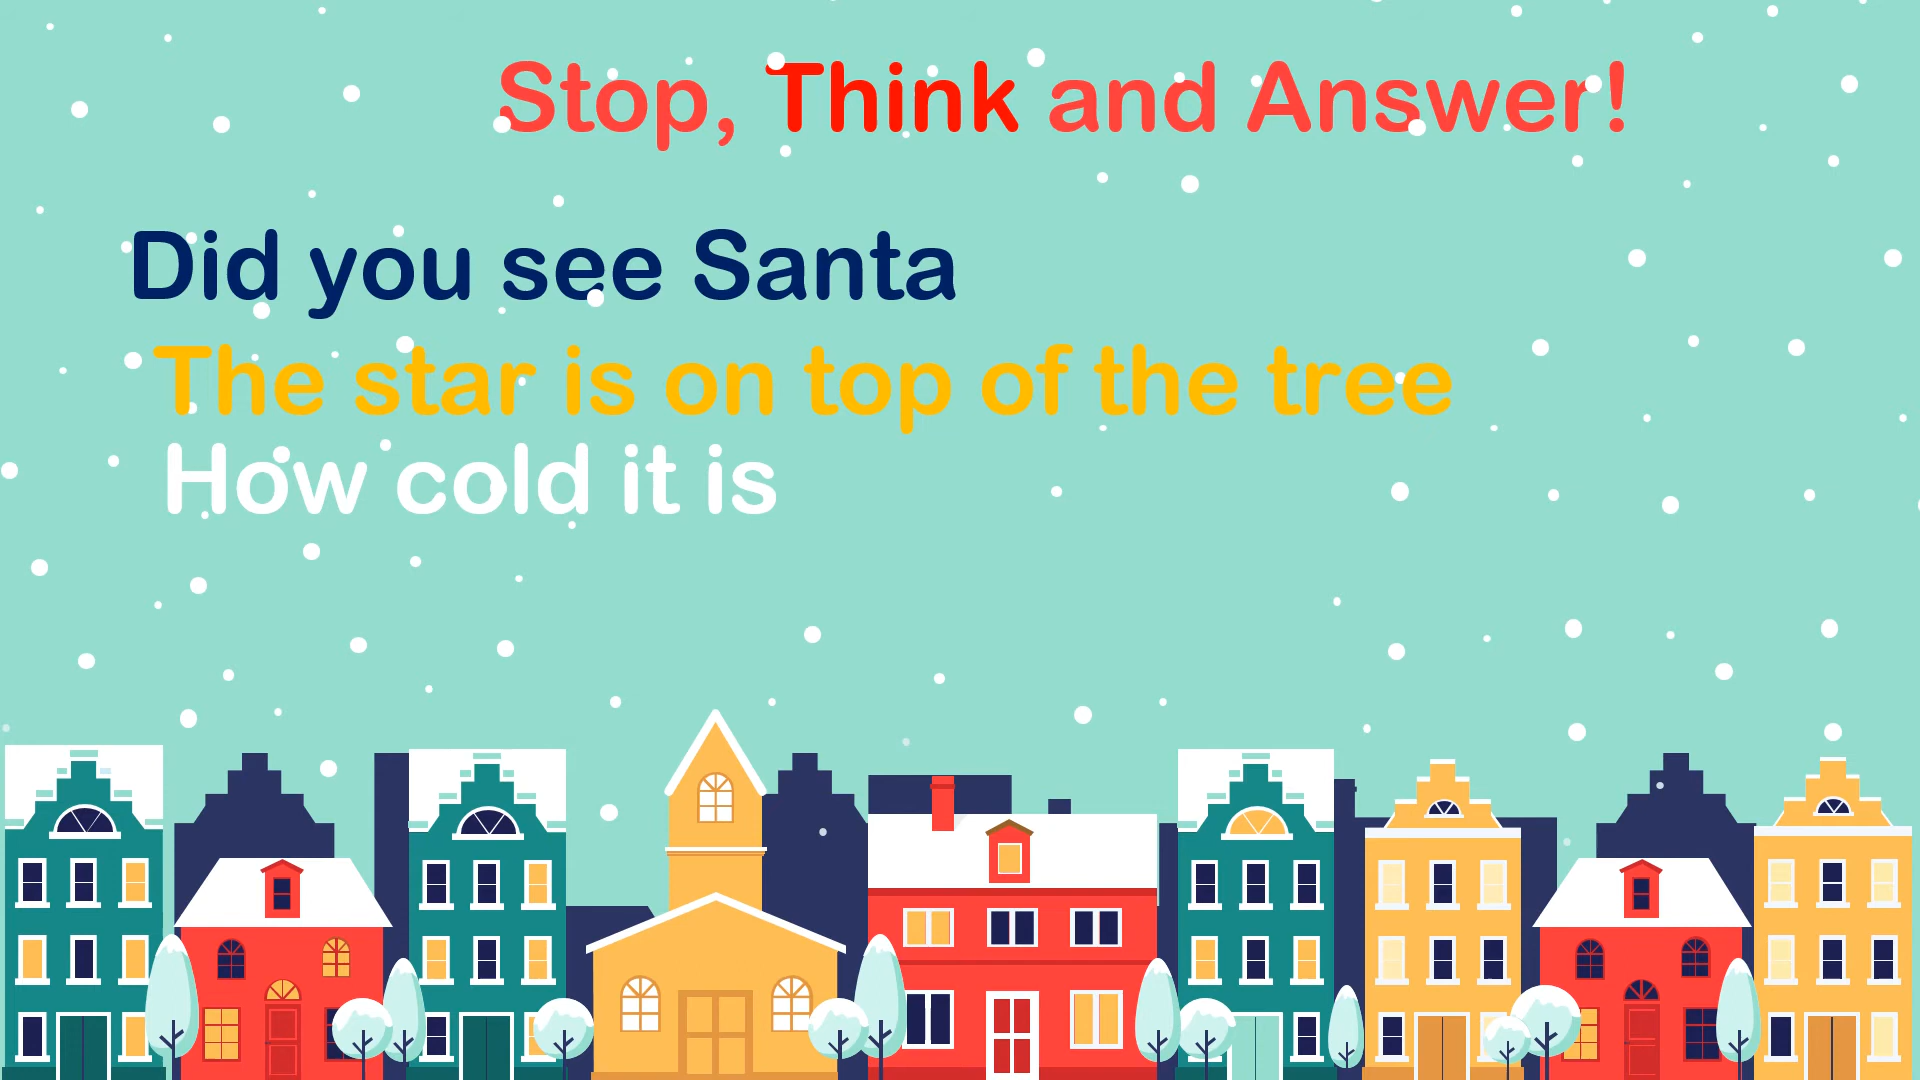 Stop, Think and Answer!
Did you see Santa
The star is on top of the tree
How cold it is